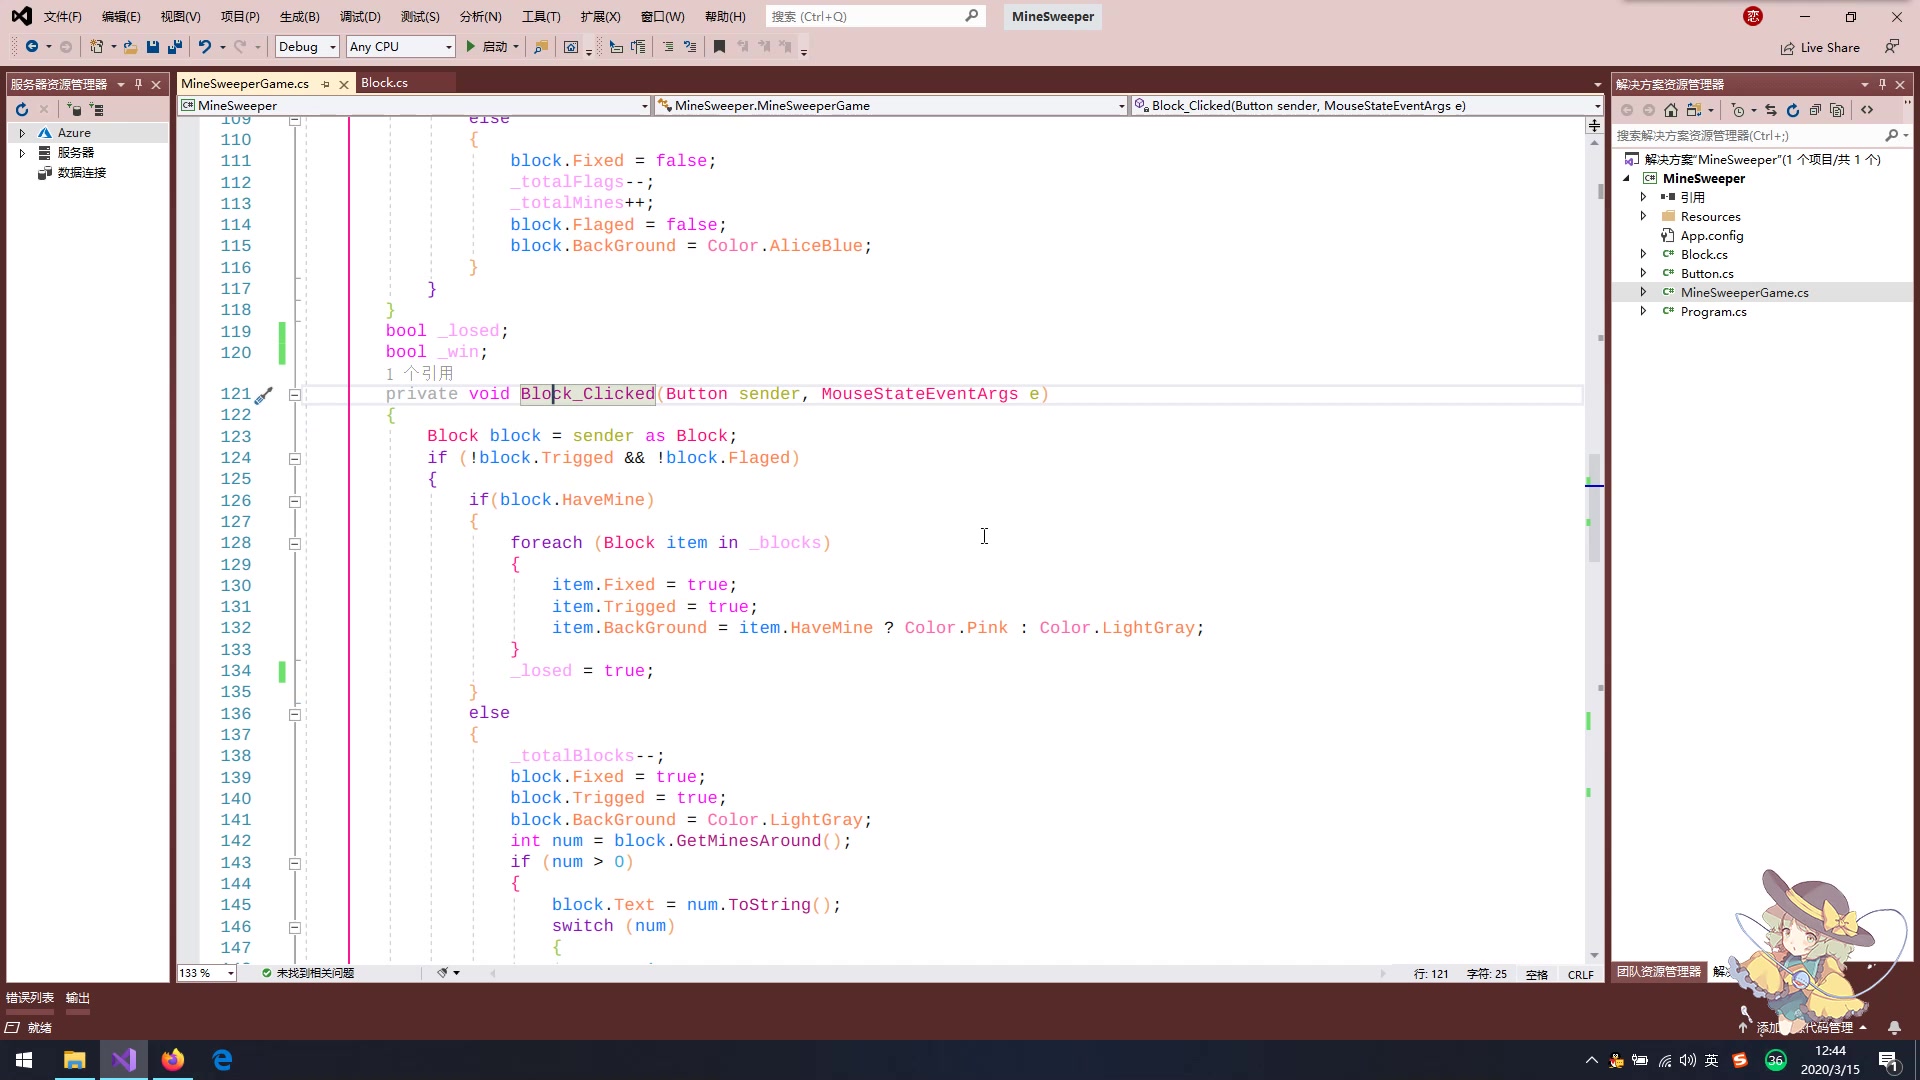 文件(F) 编辑(E) 视图(V) 项目(P) 生成(B) 调试(D) 测试(S) 分析(N) 工具(T) 扩展(X) 窗口(W) 帮助(H) 搜索 (Ctrl+Q) MineSweeper 恋
Debug Any CPU 启动 Live Share
服务器资源管理器
Azure
服务器
数据连接
MineSweeperGame.cs Block.cs
MineSweeper MineSweeper.MineSweeperGame Block_Clicked(Button sender, MouseStateEventArgs e)
109 else
110 {
111 block.Fixed = false;
112 _totalFlags--;
113 _totalMines++;
114 block.Flaged = false;
115 block.BackGround = Color.AliceBlue;
116 }
117 }
118 }
119 bool _losed;
120 bool _win;
1 个引用
121 private void Block_Clicked(Button sender, MouseStateEventArgs e)
122 {
123 Block block = sender as Block;
124 if (!block.Trigged && !block.Flaged)
125 {
126 if(block.HaveMine)
127 {
128 foreach (Block item in _blocks)
129 {
130 item.Fixed = true;
131 item.Trigged = true;
132 item.BackGround = item.HaveMine ? Color.Pink : Color.LightGray;
133 }
134 _losed = true;
135 }
136 else
137 {
138 _totalBlocks--;
139 block.Fixed = true;
140 block.Trigged = true;
141 block.BackGround = Color.LightGray;
142 int num = block.GetMinesAround();
143 if (num > 0)
144 {
145 block.Text = num.ToString();
146 switch (num)
147 {
133 % 未找到相关问题 行: 121 字符: 25 空格 CRLF
解决方案资源管理器
搜索解决方案资源管理器(Ctrl+;)
解决方案"MineSweeper"(1 个项目/共 1 个)
MineSweeper
引用
Resources
App.config
Block.cs
Button.cs
MineSweeperGame.cs
Program.cs
团队资源管理器
错误列表 输出
就绪
代码管理
英 36 12:44
2020/3/15
1